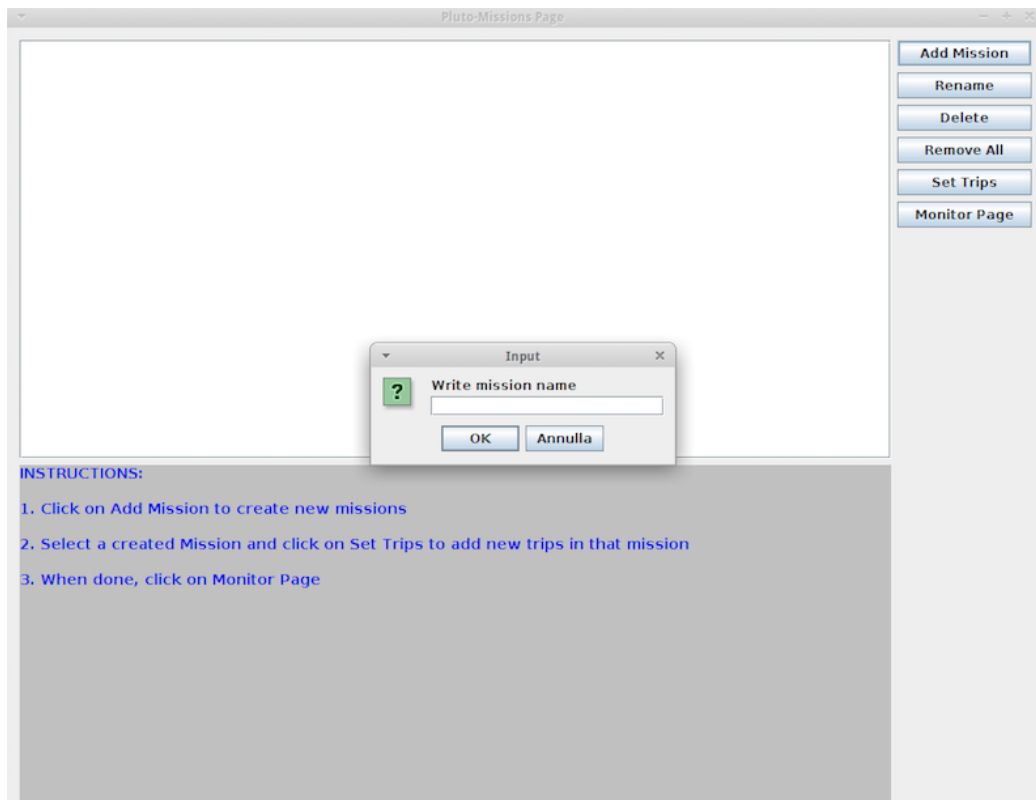 Pluto-Missions Page
Add Mission
Rename
Delete
Remove All
Set Trips
Monitor Page
Input
?
Write mission name
OK
Annulla
INSTRUCTIONS:
1. Click on Add Mission to create new missions
2. Select a created Mission and click on Set Trips to add new trips in that mission
3. When done, click on Monitor Page